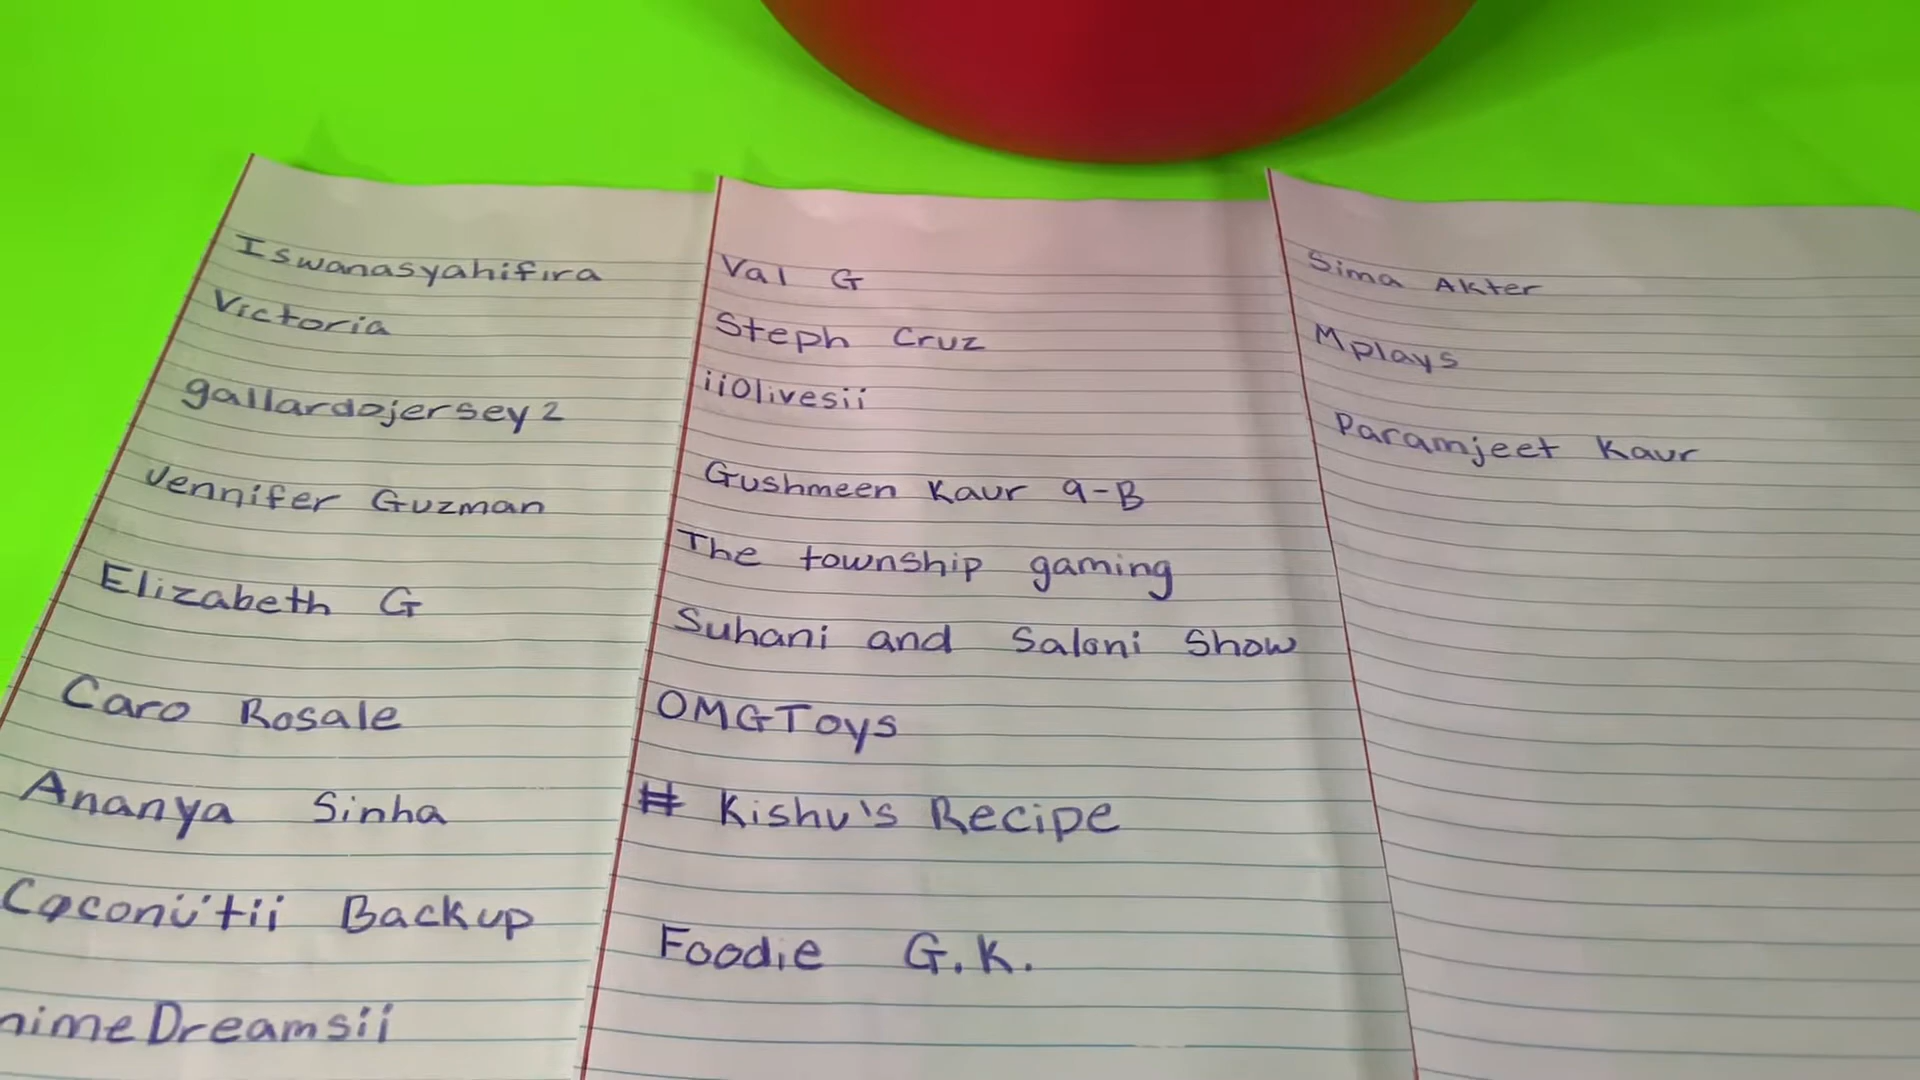 Iswanasyahifira
Victoria
gallardojersey2
Jennifer Guzman
Elizabeth G
Caro Rosale
Ananya Sinha
Coconü'tii Backup
nimeDreamsii
Val G
Steph Cruz
iiOlivesii
Gushmeen Kaur 9-B
The township gaming
Suhani and Saloni Show
OMGToys
# Kishu's Recipe
Foodie G.K.
Sima Akter
Mplays
Paramjeet Kaur